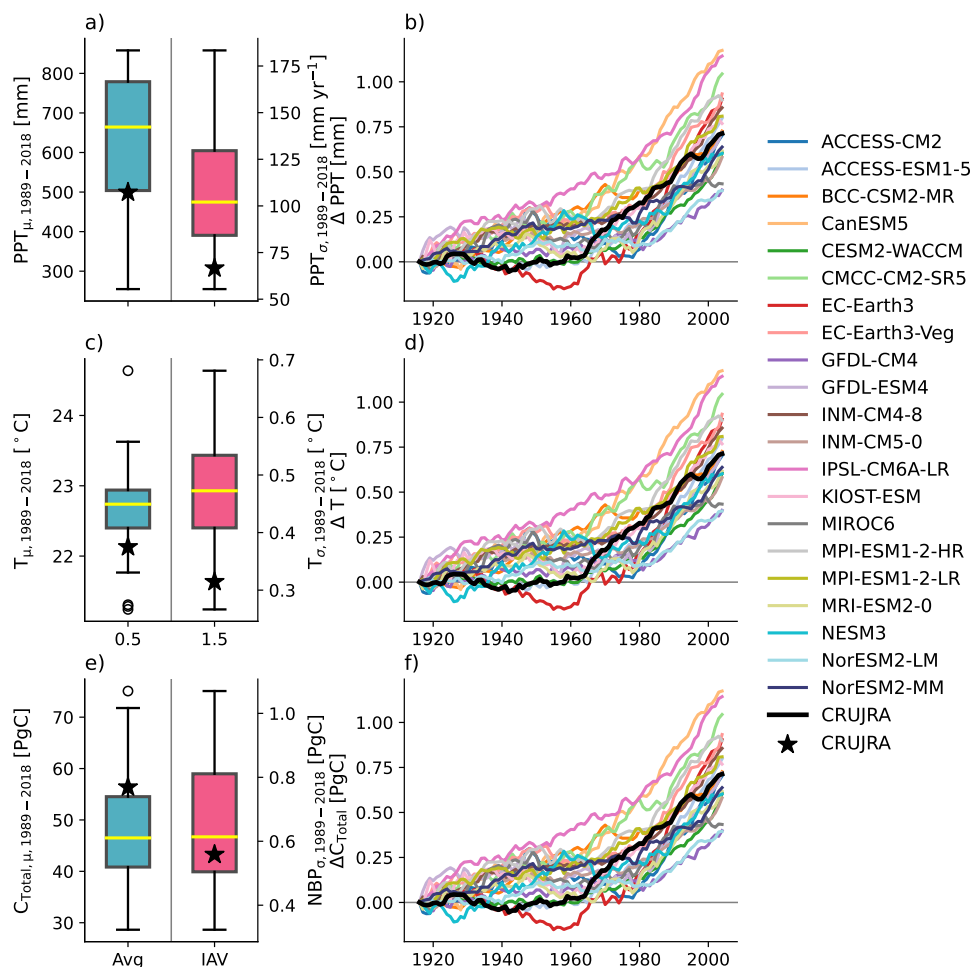 a)
PPTμ, 1989−2018 [mm]
800
700
600
500
400
300
PPTσ, 1989−2018 [mm yr−1]
175
150
125
100
75
50
b)
Δ PPT [mm]
1.00
0.75
0.50
0.25
0.00
1920 1940 1960 1980 2000
c)
Tμ, 1989−2018 [°C]
24
23
22
0.5 1.5
Tσ, 1989−2018 [°C]
0.7
0.6
0.5
0.4
0.3
d)
Δ T [°C]
1.00
0.75
0.50
0.25
0.00
1920 1940 1960 1980 2000
e)
CTotal, μ, 1989−2018 [PgC]
70
60
50
40
30
Avg IAV
NBPσ, 1989−2018 [PgC]
1.0
0.8
0.6
0.4
f)
ΔCTotal [PgC]
1.00
0.75
0.50
0.25
0.00
1920 1940 1960 1980 2000
ACCESS-CM2
ACCESS-ESM1-5
BCC-CSM2-MR
CanESM5
CESM2-WACCM
CMCC-CM2-SR5
EC-Earth3
EC-Earth3-Veg
GFDL-CM4
GFDL-ESM4
INM-CM4-8
INM-CM5-0
IPSL-CM6A-LR
KIOST-ESM
MIROC6
MPI-ESM1-2-HR
MPI-ESM1-2-LR
MRI-ESM2-0
NESM3
NorESM2-LM
NorESM2-MM
CRUJRA
CRUJRA